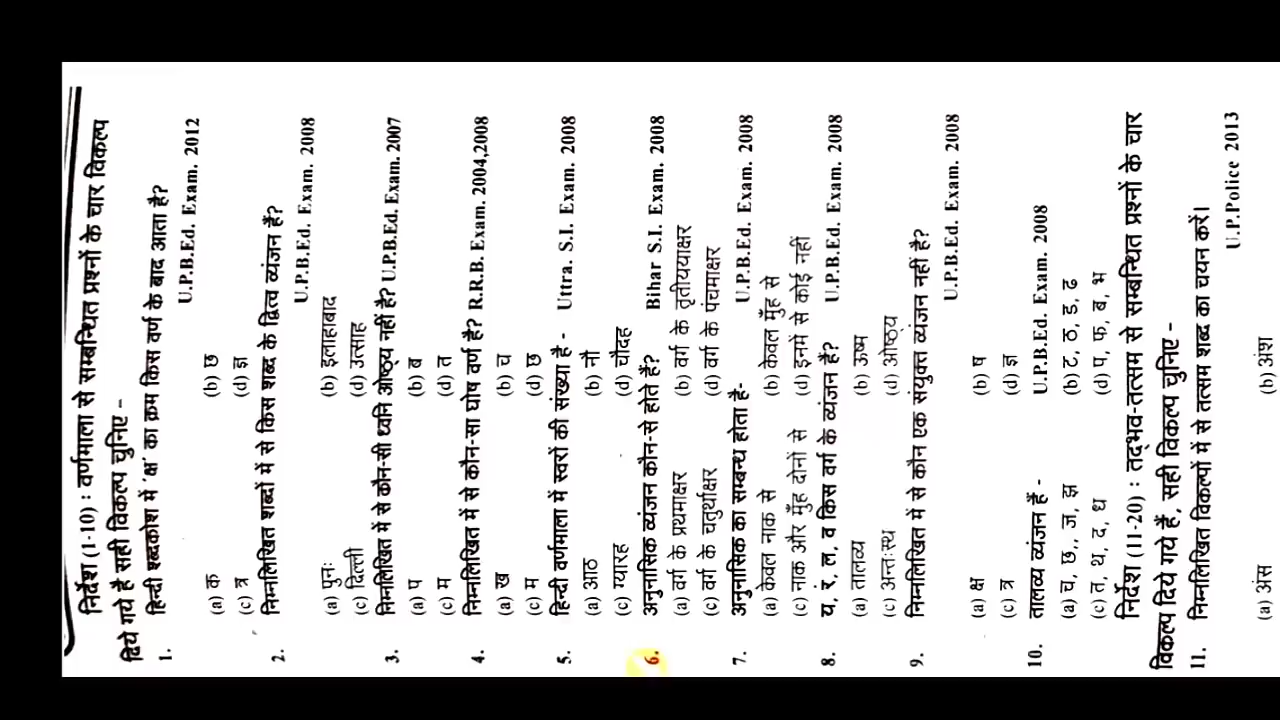 निर्देश (1-10) : वर्णमाला से सम्बन्धित प्रश्नों के चार विकल्प
दिये गये हैं सही विकल्प चुनिए -
1. हिन्दी शब्दकोश में 'क्ष' का क्रम किस वर्ण के बाद आता है?
U.P.B.Ed. Exam. 2012
(a) क (b) छ
(c) त्र (d) ज्ञ
2. निम्नलिखित शब्दों में से किस शब्द के द्वित्व व्यंजन हैं?
U.P.B.Ed. Exam. 2008
(a) पुनः (b) इलाहाबाद
(c) दिल्ली (d) उत्साह
3. निम्नलिखित में से कौन-सी ध्वनि ओष्ठ्य नहीं है? U.P.B.Ed. Exam. 2007
(a) प (b) ब
(c) म (d) त
4. निम्नलिखित में से कौन-सा घोष वर्ण है? R.R.B. Exam. 2004,2008
(a) ख (b) च
(c) म (d) छ
5. हिन्दी वर्णमाला में स्वरों की संख्या है - Uttra. S.I. Exam. 2008
(a) आठ (b) नौ
(c) ग्यारह (d) चौदह
6. अनुनासिक व्यंजन कौन-से होते हैं? Bihar S.I. Exam. 2008
(a) वर्ग के प्रथमाक्षर (b) वर्ग के तृतीययाक्षर
(c) वर्ग के चतुर्थाक्षर (d) वर्ग के पंचमाक्षर
7. अनुनासिक का सम्बन्ध होता है- U.P.B.Ed. Exam. 2008
(a) केवल नाक से (b) केवल मुँह से
(c) नाक और मुँह दोनों से (d) इनमें से कोई नहीं
8. य, र, ल, व किस वर्ग के व्यंजन हैं? U.P.B.Ed. Exam. 2008
(a) तालव्य (b) ऊष्म
(c) अन्तःस्थ (d) ओष्ठ्य
9. निम्नलिखित में से कौन एक संयुक्त व्यंजन नहीं है?
U.P.B.Ed. Exam. 2008
(a) क्ष (b) ष
(c) त्र (d) ज्ञ
10. तालव्य व्यंजन हैं - U.P.B.Ed. Exam. 2008
(a) च, छ,, ज, झ (b) ट, ठ, ड, ढ
(c) त, थ, द, ध (d) प, फ, ब, भ
निर्देश (11-20) : तद्भव-तत्सम से सम्बन्धित प्रश्नों के चार
विकल्प दिये गये हैं, सही विकल्प चुनिए -
11. निम्नलिखित विकल्पों में से तत्सम शब्द का चयन करें।
U.P.Police 2013
(a) अंस (b) अंश